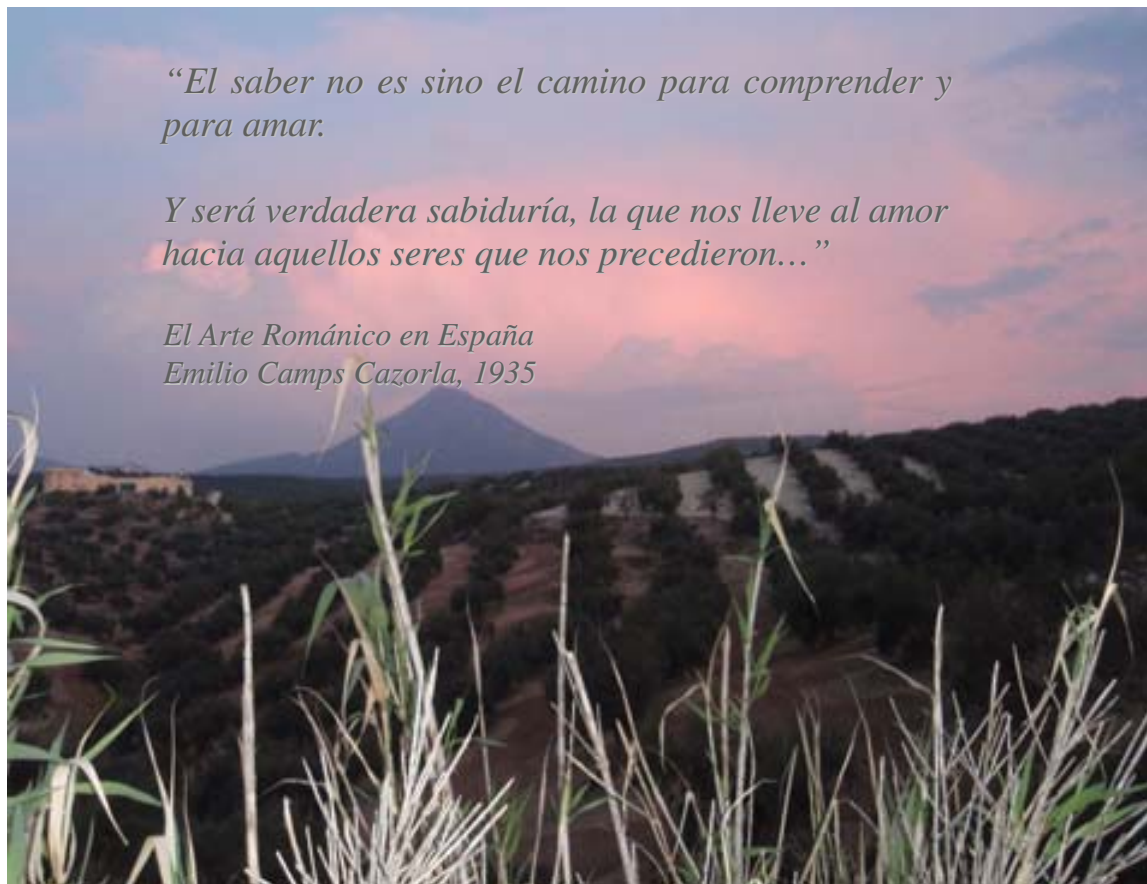 “El saber no es sino el camino para comprender y
para amar.
Y será verdadera sabiduría, la que nos lleve al amor
hacia aquellos seres que nos precedieron…”
El Arte Románico en España
Emilio Camps Cazorla, 1935